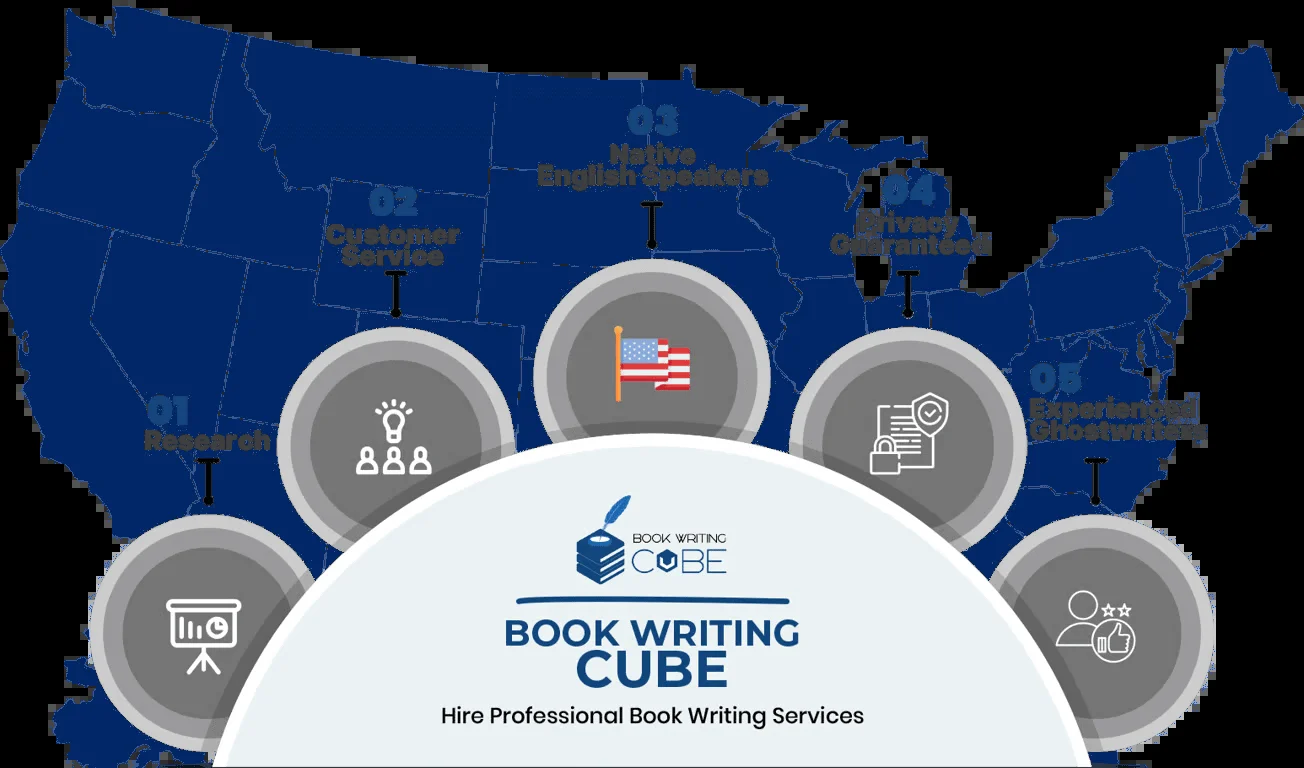 01
Research
02
Customer
Service
03
Native
English Speakers
04
Privacy
Guaranteed
05
Experienced
Ghostwriters
BOOK WRITING
CUBE
BOOK WRITING
CUBE
Hire Professional Book Writing Services